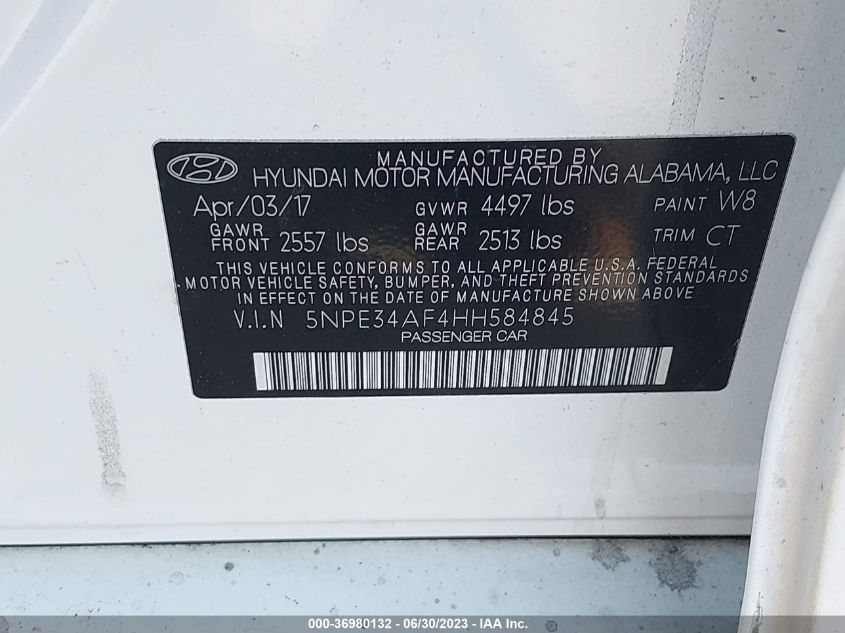 MANUFACTURED BY
HYUNDAI MOTOR MANUFACTURING ALABAMA, LLC
Apr/03/17 GVWR 4497 lbs PAINT W8
GAWR FRONT 2557 lbs GAWR REAR 2513 lbs TRIM CT
THIS VEHICLE CONFORMS TO ALL APPLICABLE U.S.A. FEDERAL
MOTOR VEHICLE SAFETY, BUMPER, AND THEFT PREVENTION STANDARDS
IN EFFECT ON THE DATE OF MANUFACTURE SHOWN ABOVE
V.I.N 5NPE34AF4HH584845
PASSENGER CAR
000-36980132 - 06/30/2023 - IAA Inc.